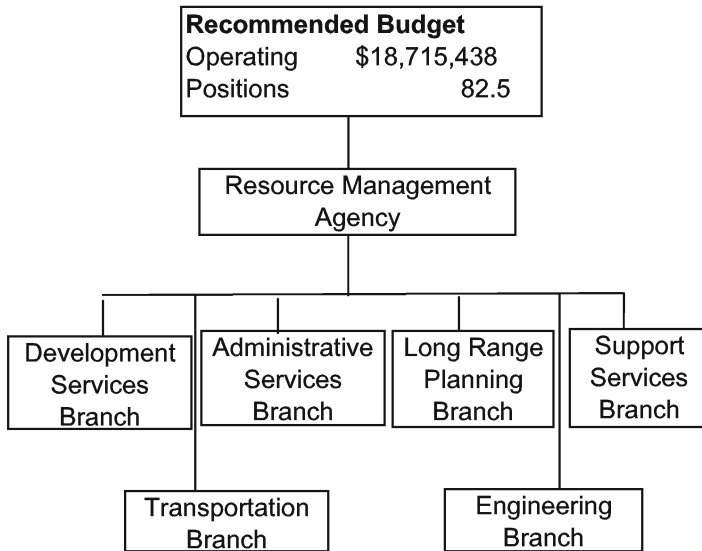 Recommended Budget
Operating $18,715,438
Positions 82.5
Resource Management
Agency
Development
Services
Branch
Administrative
Services
Branch
Long Range
Planning
Branch
Support
Services
Branch
Transportation
Branch
Engineering
Branch